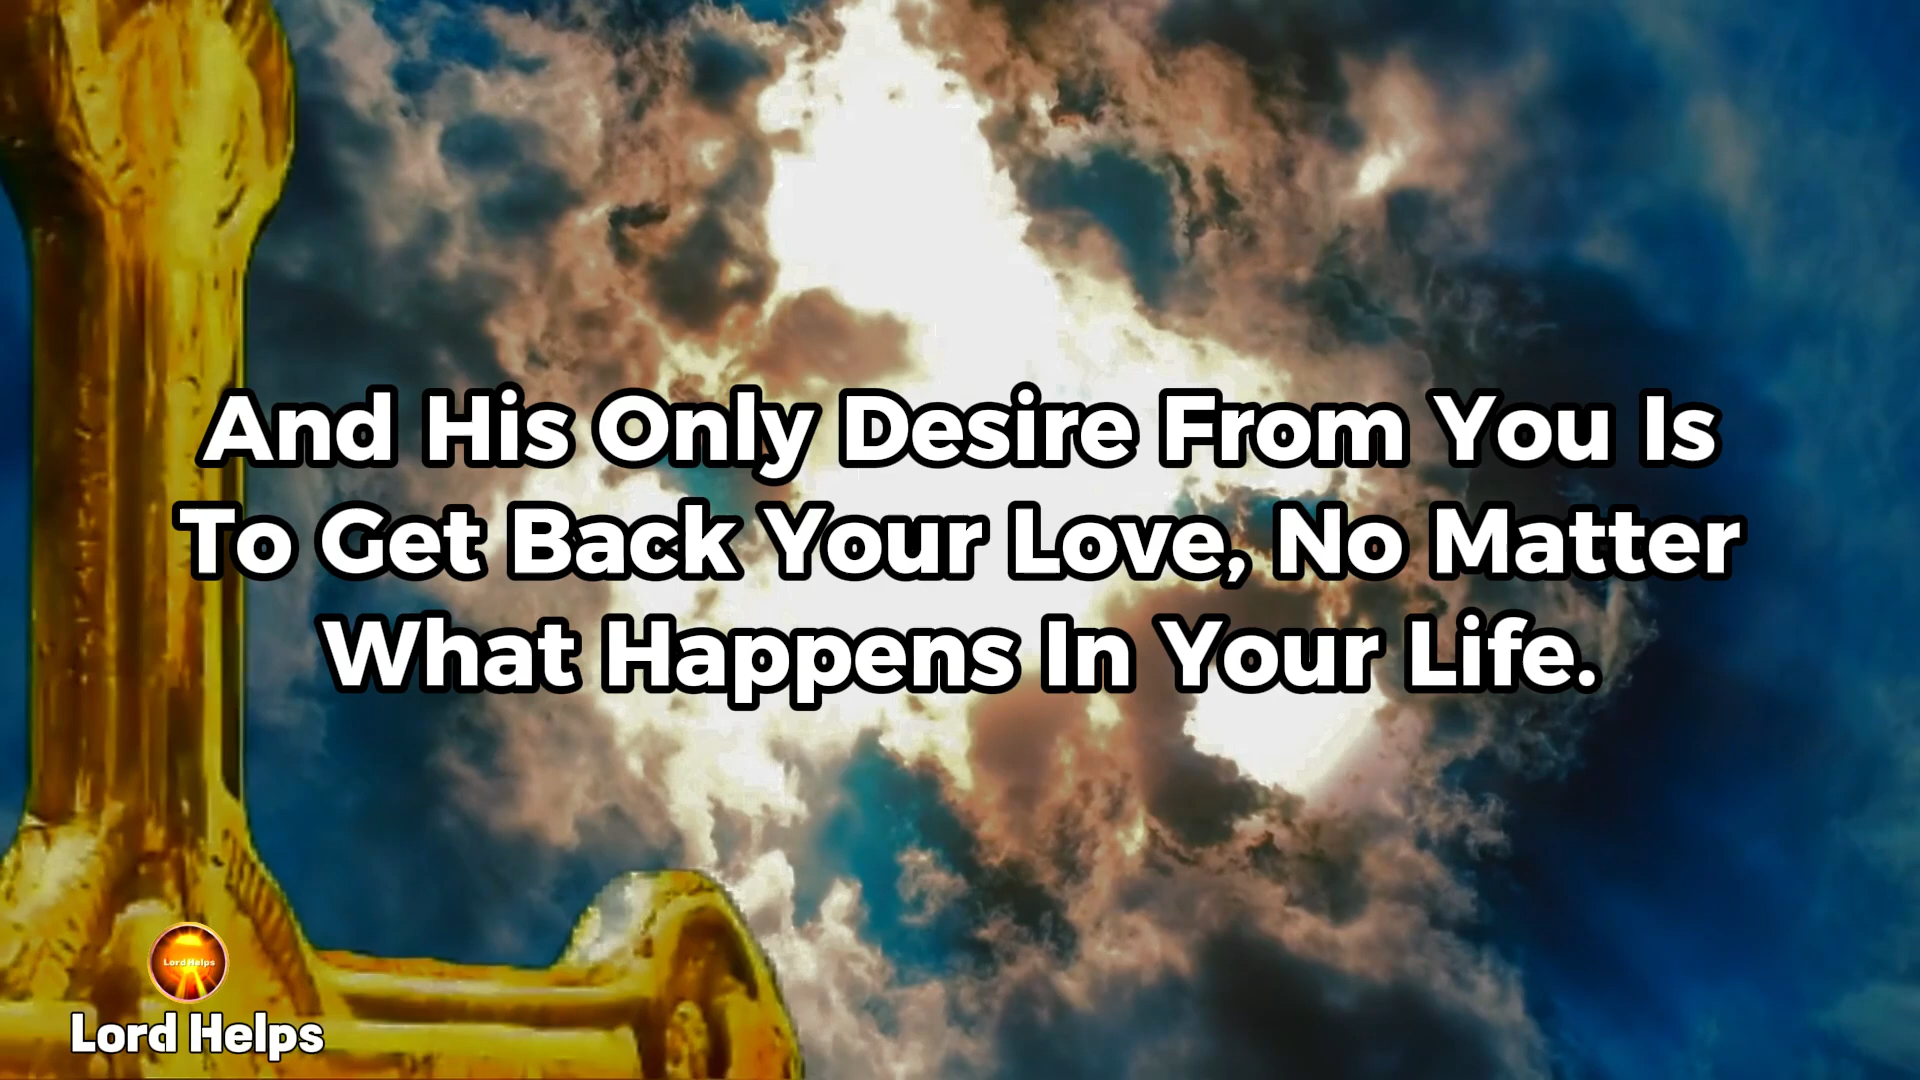 And His Only Desire From You Is
To Get Back Your Love, No Matter
What Happens In Your Life.
Lord Helps
Lord Helps